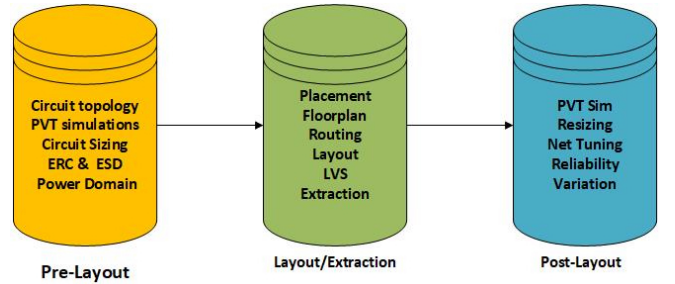 Circuit topology
PVT simulations
Circuit Sizing
ERC & ESD
Power Domain
Pre-Layout
Placement
Floorplan
Routing
Layout
LVS
Extraction
Layout/Extraction
PVT Sim
Resizing
Net Tuning
Reliability
Variation
Post-Layout